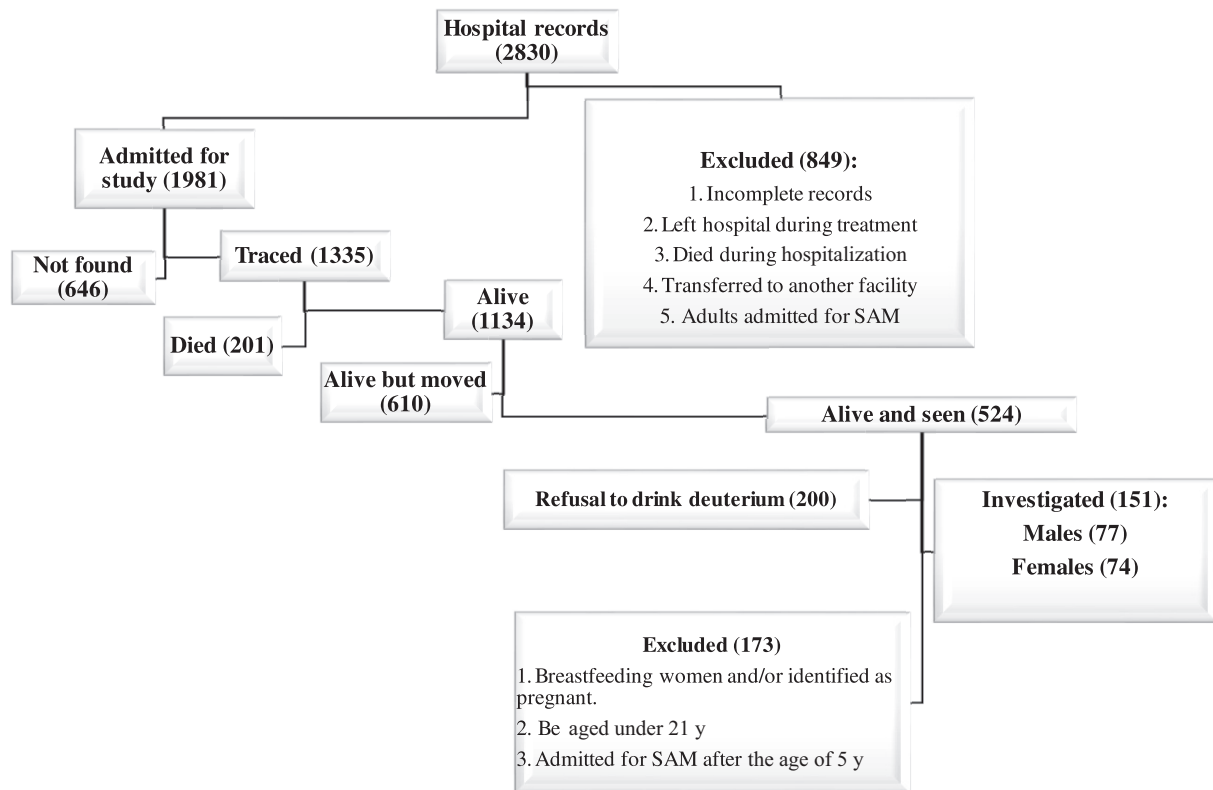 Hospital records
(2830)
Admitted for
study (1981)
Excluded (849):
1. Incomplete records
2. Left hospital during treatment
3. Died during hospitalization
4. Transferred to another facility
5. Adults admitted for SAM
Not found
(646)
Traced (1335)
Died (201)
Alive
(1134)
Alive but moved
(610)
Alive and seen (524)
Refusal to drink deuterium (200)
Investigated (151):
Males (77)
Females (74)
Excluded (173)
1. Breastfeeding women and/or identified as
pregnant.
2. Be aged under 21 y
3. Admitted for SAM after the age of 5 y